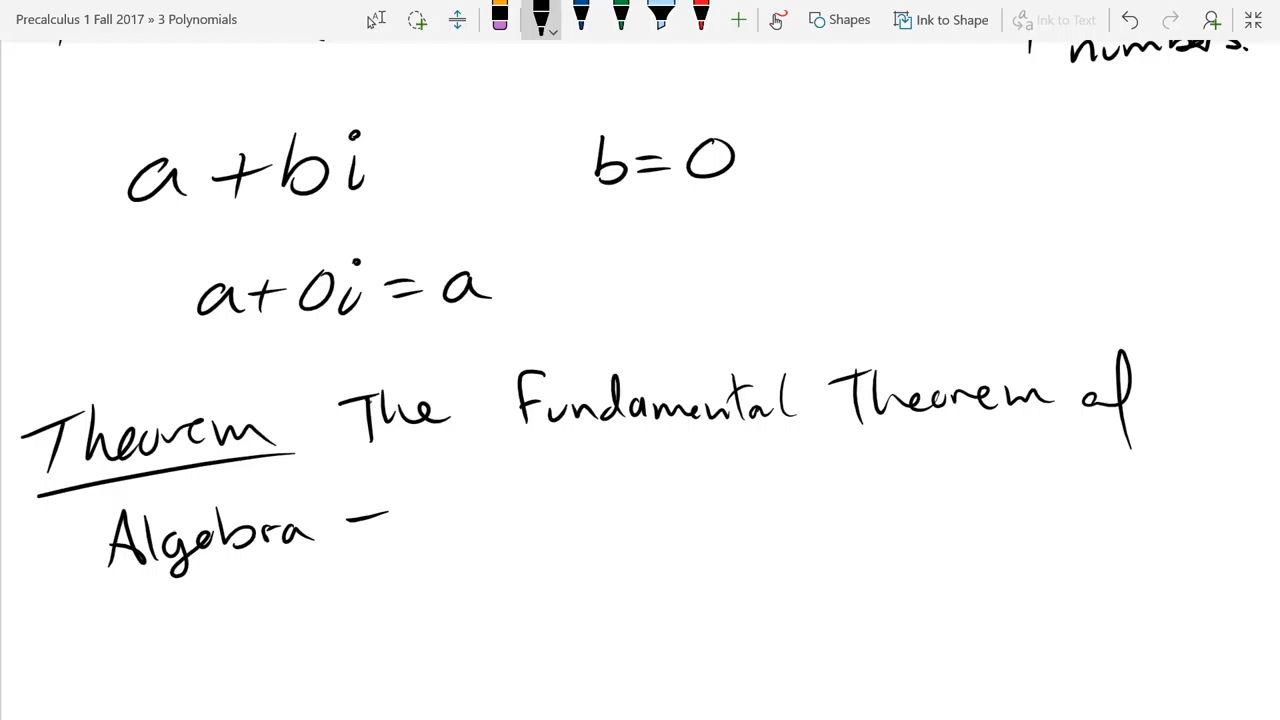 Precalculus 1 Fall 2017 » 3 Polynomials
Shapes
Ink to Shape
Ink to Text
numbers.
a + bi b = 0
a + 0i = a
Theorem The Fundamental Theorem of
Algebra -